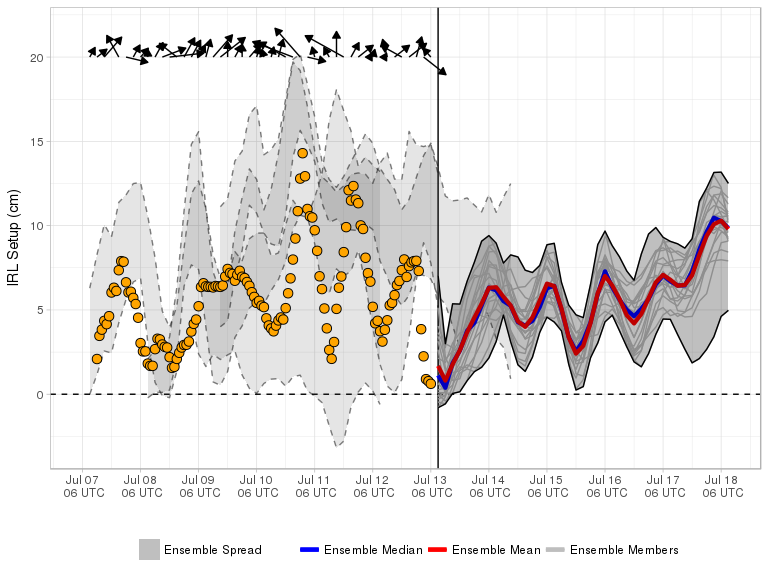 IRL Setup (cm)
20
15
10
5
0
Jul 07 Jul 08 Jul 09 Jul 10 Jul 11 Jul 12 Jul 13 Jul 14 Jul 15 Jul 16 Jul 17 Jul 18
06 UTC 06 UTC 06 UTC 06 UTC 06 UTC 06 UTC 06 UTC 06 UTC 06 UTC 06 UTC 06 UTC 06 UTC
Ensemble Spread Ensemble Median Ensemble Mean Ensemble Members